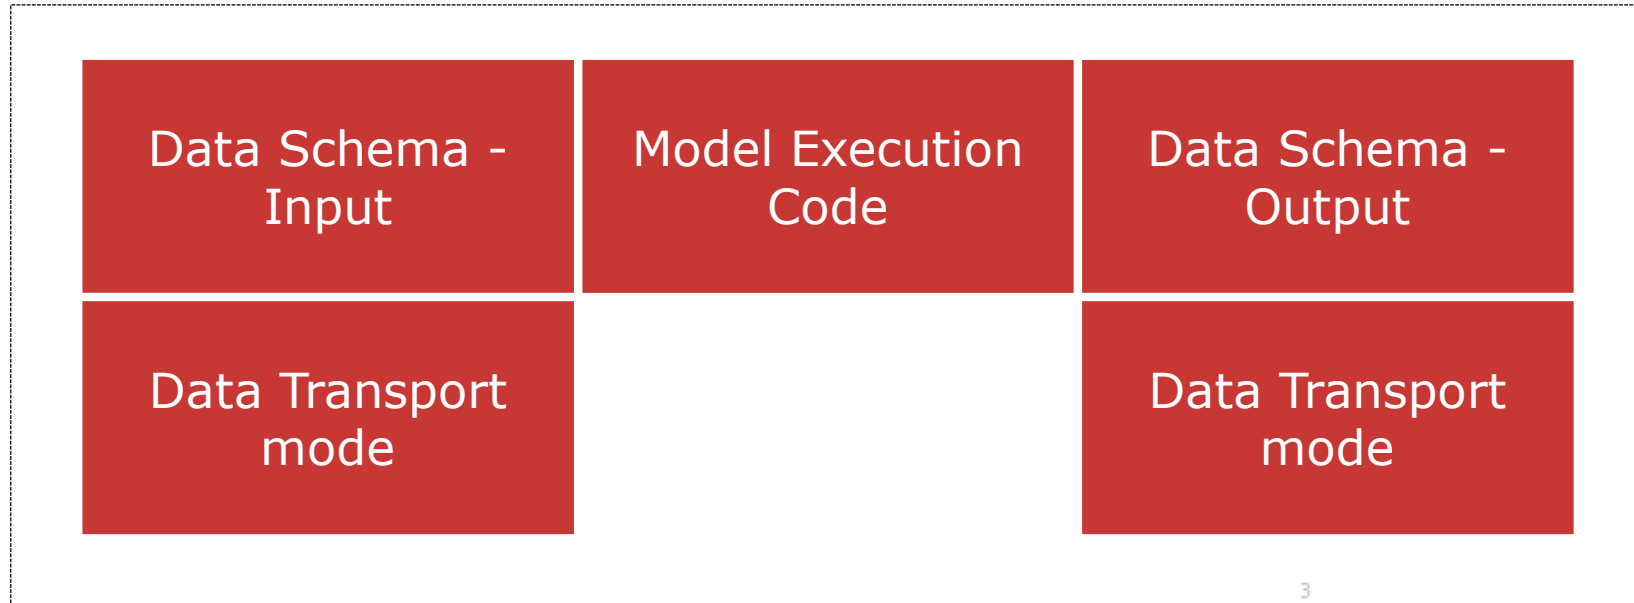 Data Schema -
Input
Model Execution
Code
Data Schema -
Output
Data Transport
mode
Data Transport
mode
3